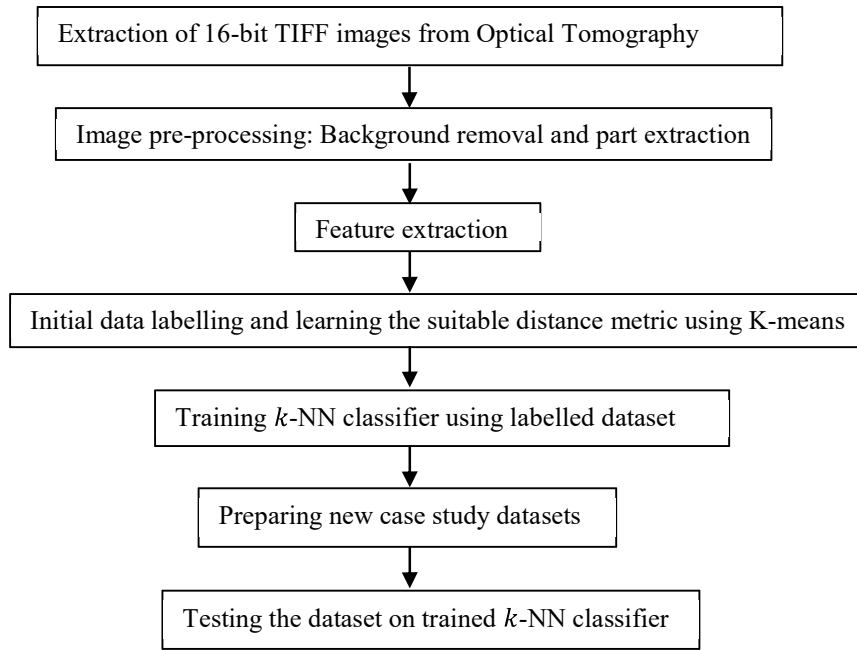 Extraction of 16-bit TIFF images from Optical Tomography
Image pre-processing: Background removal and part extraction
Feature extraction
Initial data labelling and learning the suitable distance metric using K-means
Training 𝑘-NN classifier using labelled dataset
Preparing new case study datasets
Testing the dataset on trained 𝑘-NN classifier